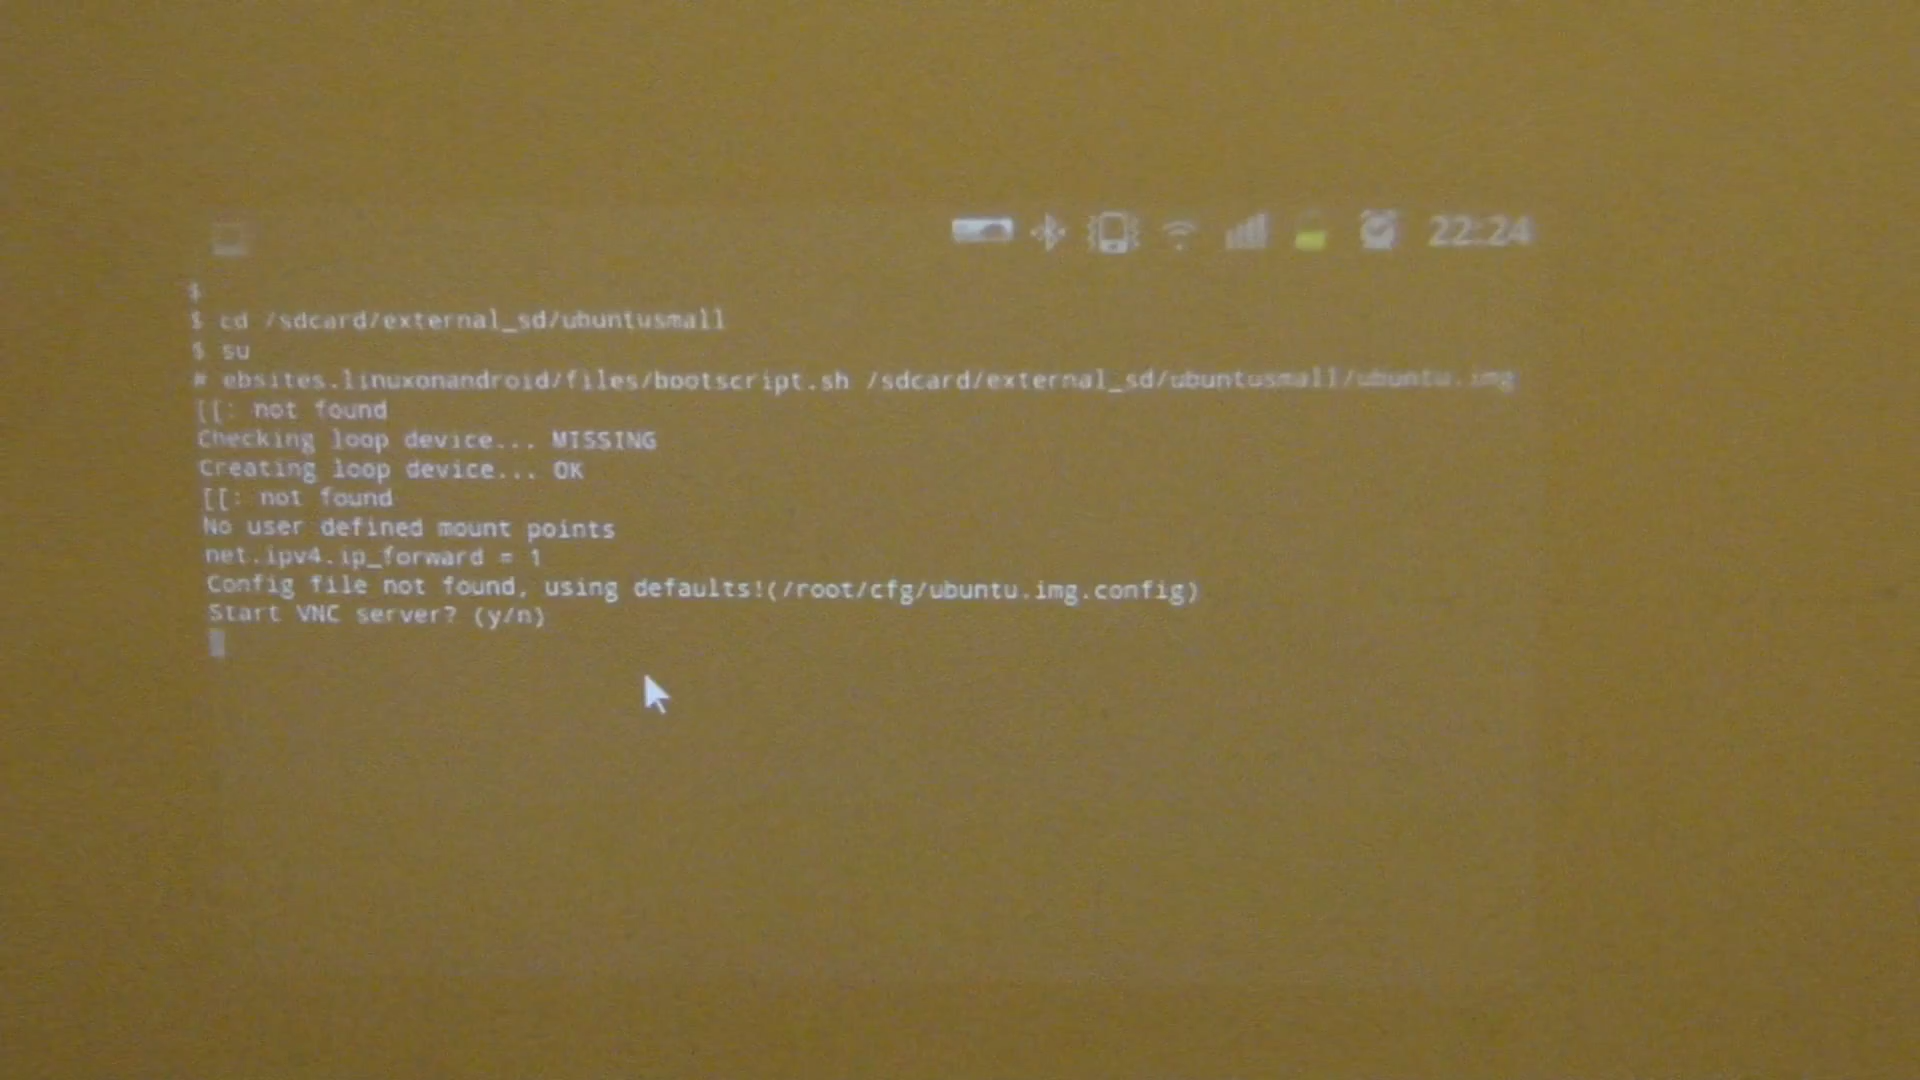 22:24
$
$ cd /sdcard/external_sd/ubuntusmall
$ su
# ebsites.linuxonandroid/files/bootscript.sh /sdcard/external_sd/ubuntusmall/ubuntu.img
[[: not found
Checking loop device... MISSING
Creating loop device... OK
[[: not found
No user defined mount points
net.ipv4.ip_forward = 1
Config file not found, using defaults!(/root/cfg/ubuntu.img.config)
Start VNC server? (y/n)